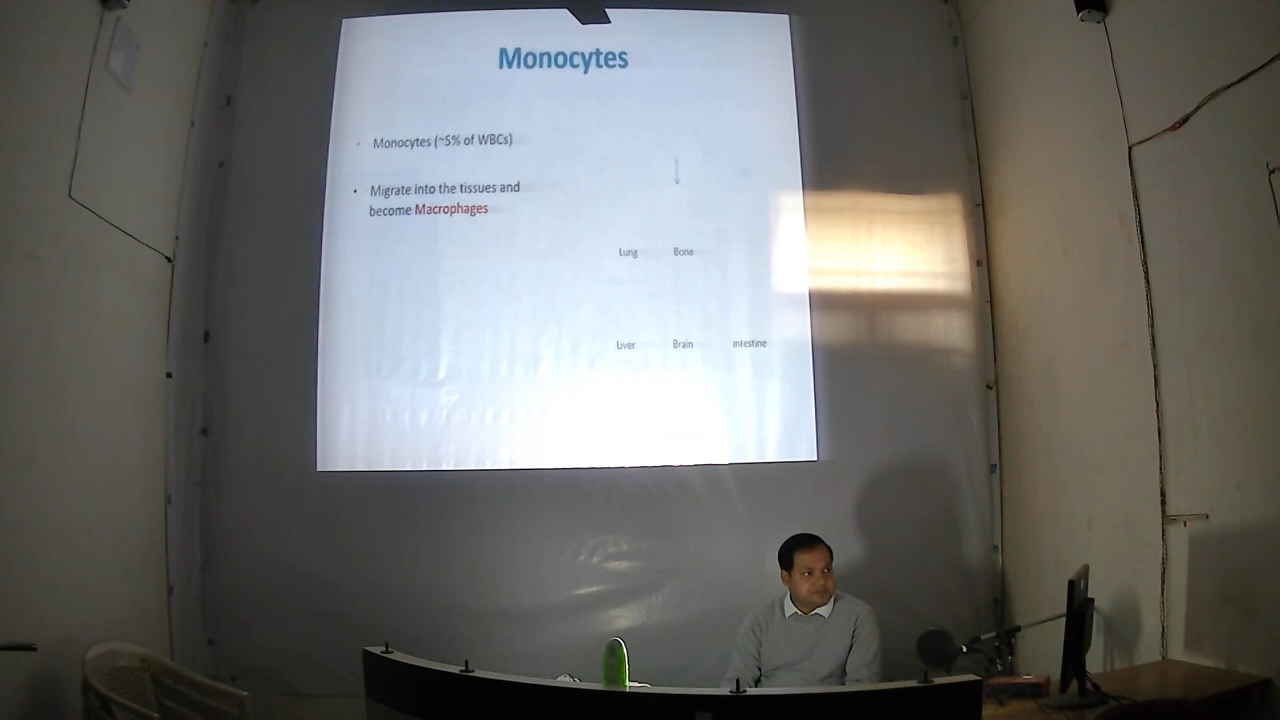 Monocytes
• Monocytes (~5% of WBCs)
• Migrate into the tissues and
become Macrophages
Lung Bone
Liver Brain Intestine